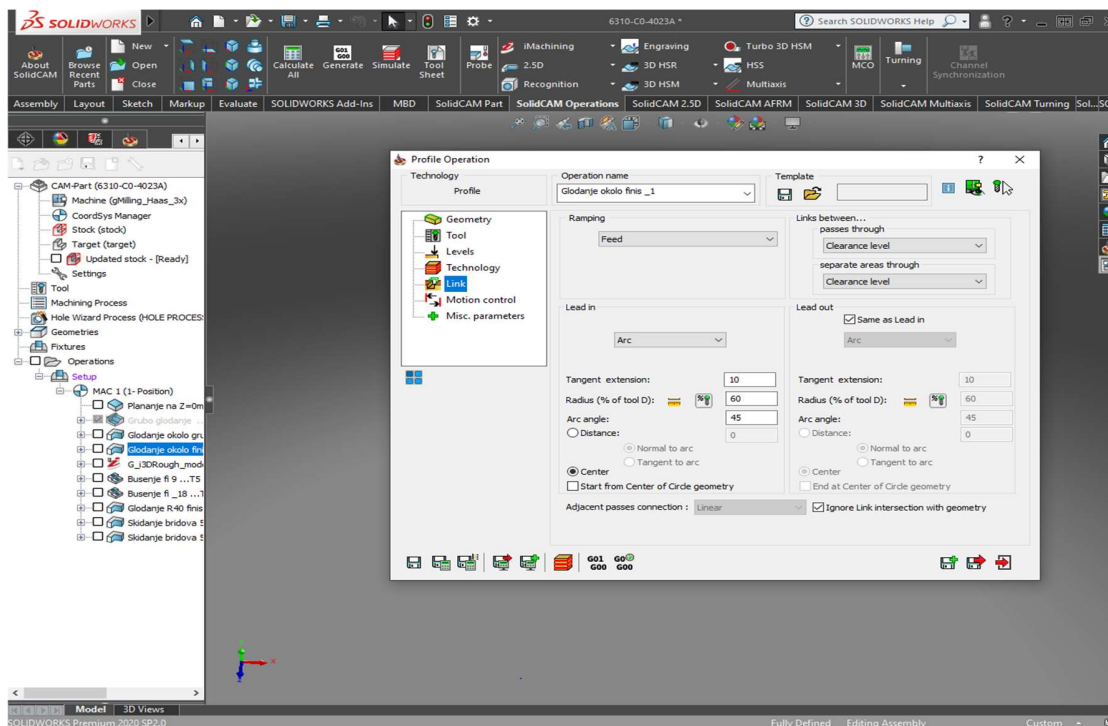 SOLIDWORKS
6310-C0-4023A *
Search SOLIDWORKS Help
About SolidCAM
Browse Recent Parts
New
Open
Close
Calculate All
Generate
Simulate
Tool Sheet
Probe
iMachining
2.5D
Recognition
Engraving
3D HSR
3D HSM
Turbo 3D HSM
HSS
Multiaxis
MCO
Turning
Channel Synchronization
Assembly Layout Sketch Markup Evaluate SOLIDWORKS Add-Ins MBD SolidCAM Part SolidCAM Operations SolidCAM 2.5D SolidCAM AFRM SolidCAM 3D SolidCAM Multiaxis SolidCAM Turning Sol...
CAM-Part (6310-C0-4023A)
Machine (gMilling_Haas_3x)
CoordSys Manager
Stock (stock)
Target (target)
Updated stock - [Ready]
Settings
Tool
Machining Process
Hole Wizard Process (HOLE PROCES
Geometries
Fixtures
Operations
Setup
MAC 1 (1- Position)
Plananje na Z=0m
Grubo glodanje ..
Glodanje okolo gru
Glodanje okolo fin
G_i3DRough_mod
Busenje fi 9 ...T5
Busenje fi _18 ...T
Glodanje R40 finis
Skidanje bridova 5
Skidanje bridova 5
Profile Operation
? X
Technology
Profile
Operation name
Glodanje okolo finis _1
Template
Geometry
Tool
Levels
Technology
Link
Motion control
Misc. parameters
Ramping
Feed
Links between...
passes through
Clearance level
separate areas through
Clearance level
Lead in
Arc
Tangent extension: 10
Radius (% of tool D): 60
Arc angle: 45
Distance: 0
Normal to arc
Tangent to arc
Center
Start from Center of Circle geometry
Lead out
Same as Lead in
Arc
Tangent extension: 10
Radius (% of tool D): 60
Arc angle: 45
Distance: 0
Normal to arc
Tangent to arc
Center
End at Center of Circle geometry
Adjacent passes connection : Linear
Ignore Link intersection with geometry
G01 G00
G00 G00
Model 3D Views
SOLIDWORKS Premium 2020 SP2.0
Fully Defined Editing Assembly Custom